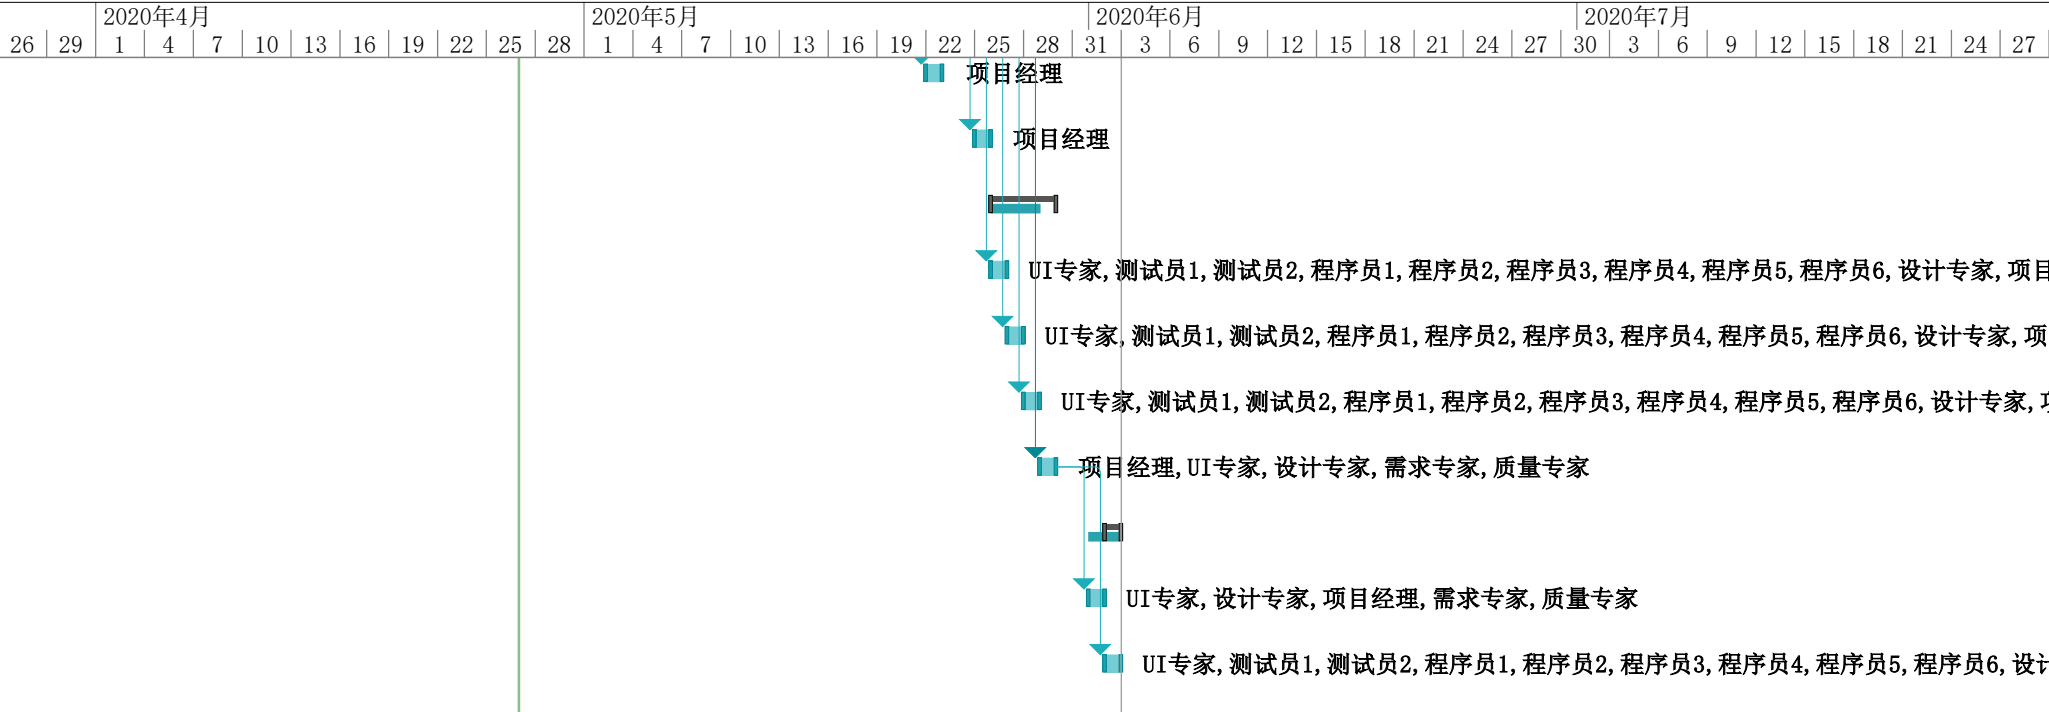 2020年4月 2020年5月 2020年6月 2020年7月
26 29 1 4 7 10 13 16 19 22 25 28 1 4 7 10 13 16 19 22 25 28 31 3 6 9 12 15 18 21 24 27 30 3 6 9 12 15 18 21 24 27
项目经理
项目经理
UI专家,测试员1,测试员2,程序员1,程序员2,程序员3,程序员4,程序员5,程序员6,设计专家,项目
UI专家,测试员1,测试员2,程序员1,程序员2,程序员3,程序员4,程序员5,程序员6,设计专家,项
UI专家,测试员1,测试员2,程序员1,程序员2,程序员3,程序员4,程序员5,程序员6,设计专家,
项目经理,UI专家,设计专家,需求专家,质量专家
UI专家,设计专家,项目经理,需求专家,质量专家
UI专家,测试员1,测试员2,程序员1,程序员2,程序员3,程序员4,程序员5,程序员6,设计